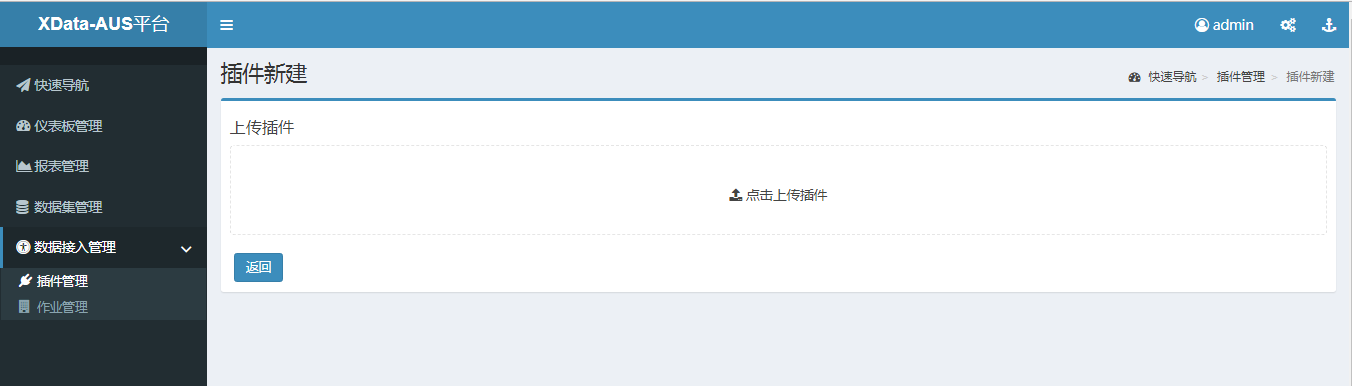 XData-AUS平台
admin
快速导航
仪表板管理
报表管理
数据集管理
数据接入管理
插件管理
作业管理
插件新建
快速导航 > 插件管理 > 插件新建
上传插件
点击上传插件
返回